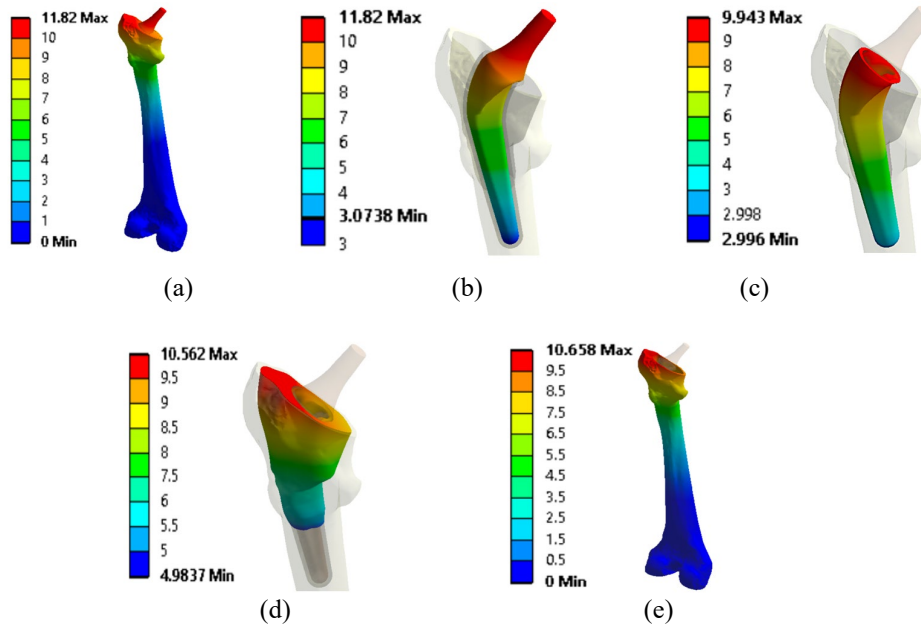 11.82 Max
10
9
8
7
6
5
4
3
2
1
0 Min
(a)
11.82 Max
10
9
8
7
6
5
4
3.0738 Min
3
(b)
9.943 Max
9
8
7
6
5
4
3
2.998
2.996 Min
(c)
10.562 Max
9.5
9
8.5
8
7
6
5.5
5
4.9837 Min
(d)
10.658 Max
9.5
8.5
7.5
6.5
5.5
4.5
3.5
2.5
1.5
0.5
0 Min
(e)